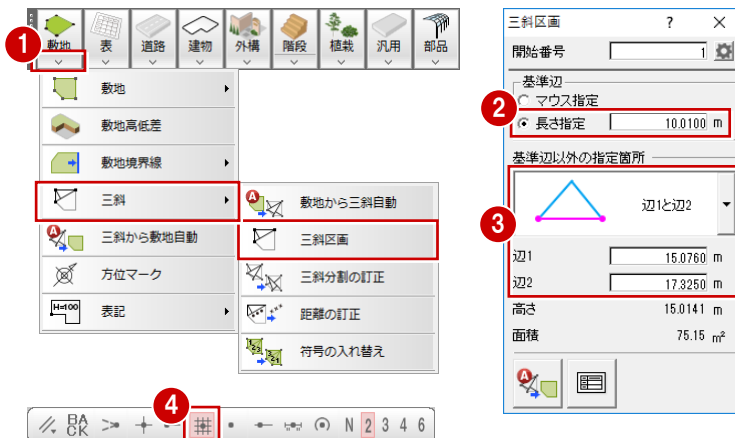 1
敷地 表 道路 建物 外構 階段 植栽 汎用 部品
敷地
敷地高低差
敷地境界線
三斜
三斜から敷地自動
方位マーク
H=100 表記
敷地から三斜自動
三斜区画
三斜分割の訂正
距離の訂正
符号の入れ替え
4
BACK N 2 3 4 6
三斜区画 ? ×
開始番号 1
基準辺
マウス指定
2
長さ指定 10.0100 m
基準辺以外の指定箇所
3
辺1と辺2
辺1 15.0760 m
辺2 17.3250 m
高さ 15.0141 m
面積 75.15 m²